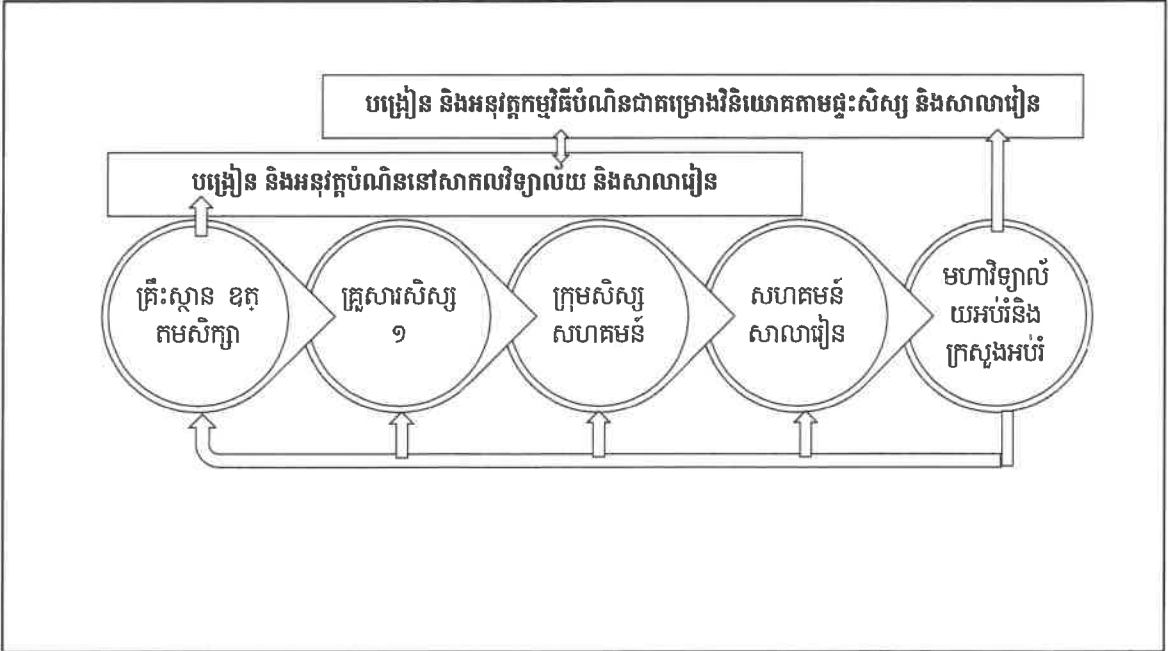 បង្រៀន និងអនុវត្តកម្មវិធីបំណិនជាគម្រោងវិនិយោគតាមផ្ទះសិស្ស និងសាលារៀន
បង្រៀន និងអនុវត្តបំណិននៅសាកលវិទ្យាល័យ និងសាលារៀន
គ្រឹះស្ថាន ឧត្
តមសិក្សា
គ្រួសារសិស្ស
១
ក្រុមសិស្ស
សហគមន៍
សហគមន៍
សាលារៀន
មហាវិទ្យាល័
យអប់រំនិង
ក្រសួងអប់រំ